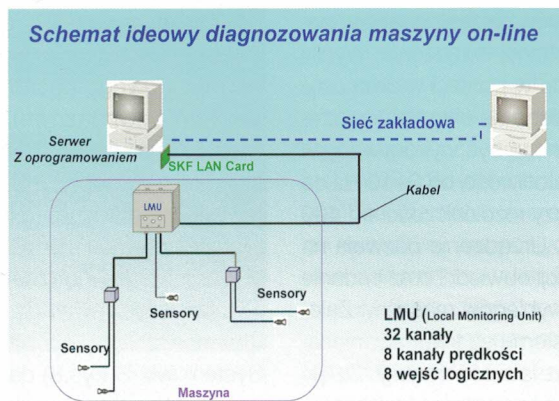 Schemat ideowy diagnozowania maszyny on-line
Serwer
Z oprogramowaniem
SKF LAN Card
Sieć zakładowa
Kabel
LMU
Sensory
Sensory
Sensory
Maszyna
LMU (Local Monitoring Unit)
32 kanały
8 kanały prędkości
8 wejść logicznych